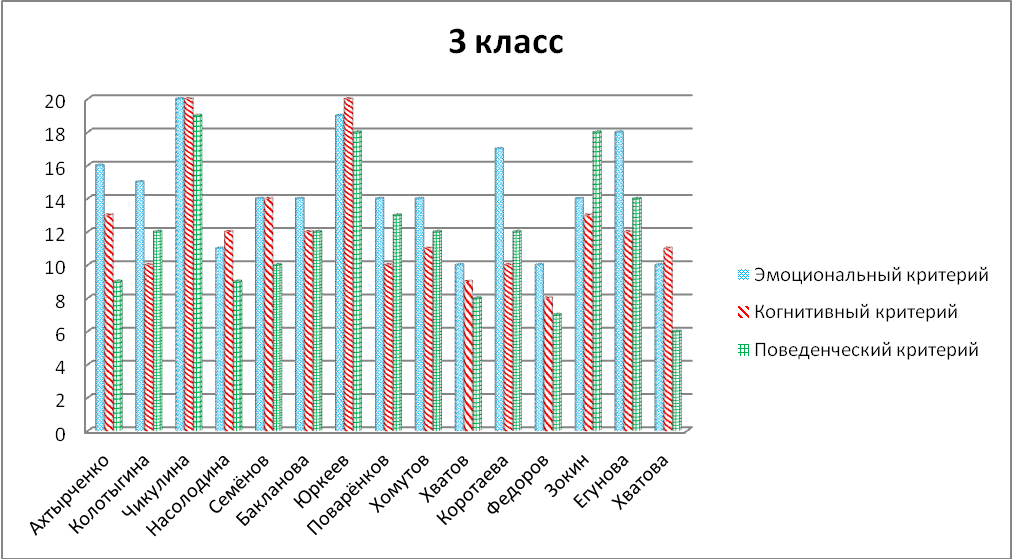 3 класс
20
18
16
14
12
10
8
6
4
2
0
Ахтырченко
Колотыгина
Чикулина
Насолодина
Семёнов
Бакланова
Юркеев
Поварёнков
Хомутов
Хватов
Коротаева
Федоров
Зокин
Егунова
Хватова
Эмоциональный критерий
Когнитивный критерий
Поведенческий критерий